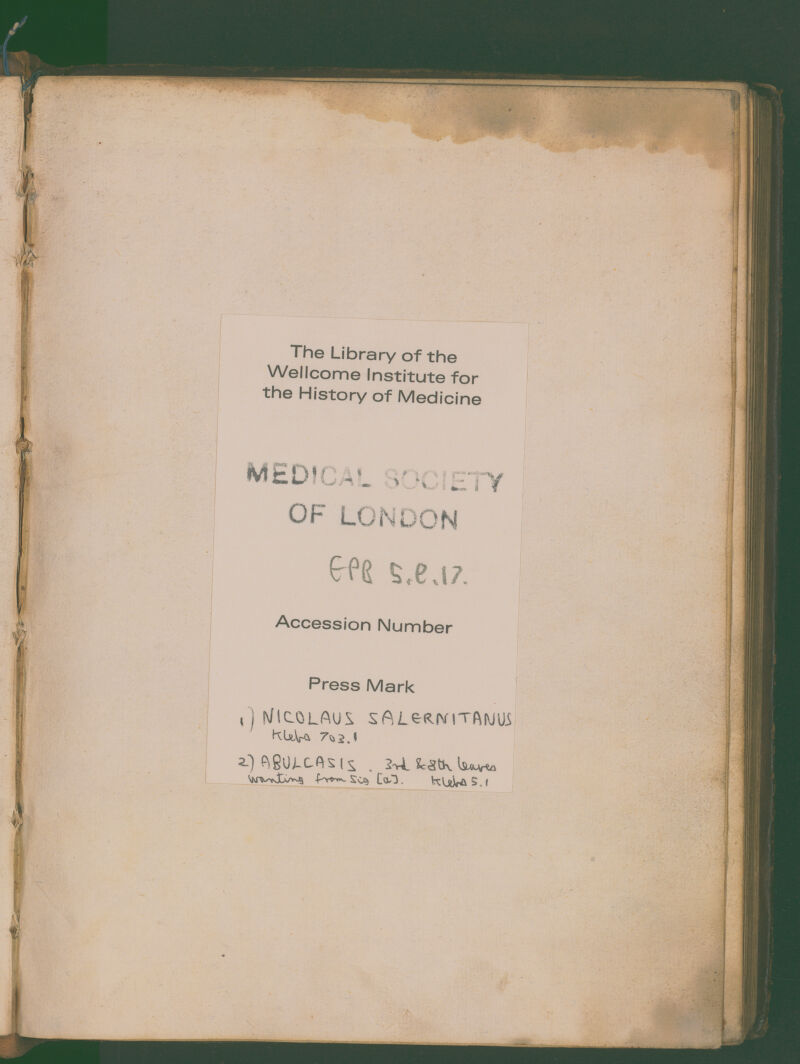 The Library of the
Wellcome Institute for
the History of Medicine
MEDICAL SOCIETY
OF LONDON
EPB 5.e.17.
Accession Number
Press Mark
1,) NICOLAUS SALERNITANUS
Klebs 703.1
2) ABULCASIS. 3rd & 8th leaves
wanting from sig [a]. Klebs 5.1